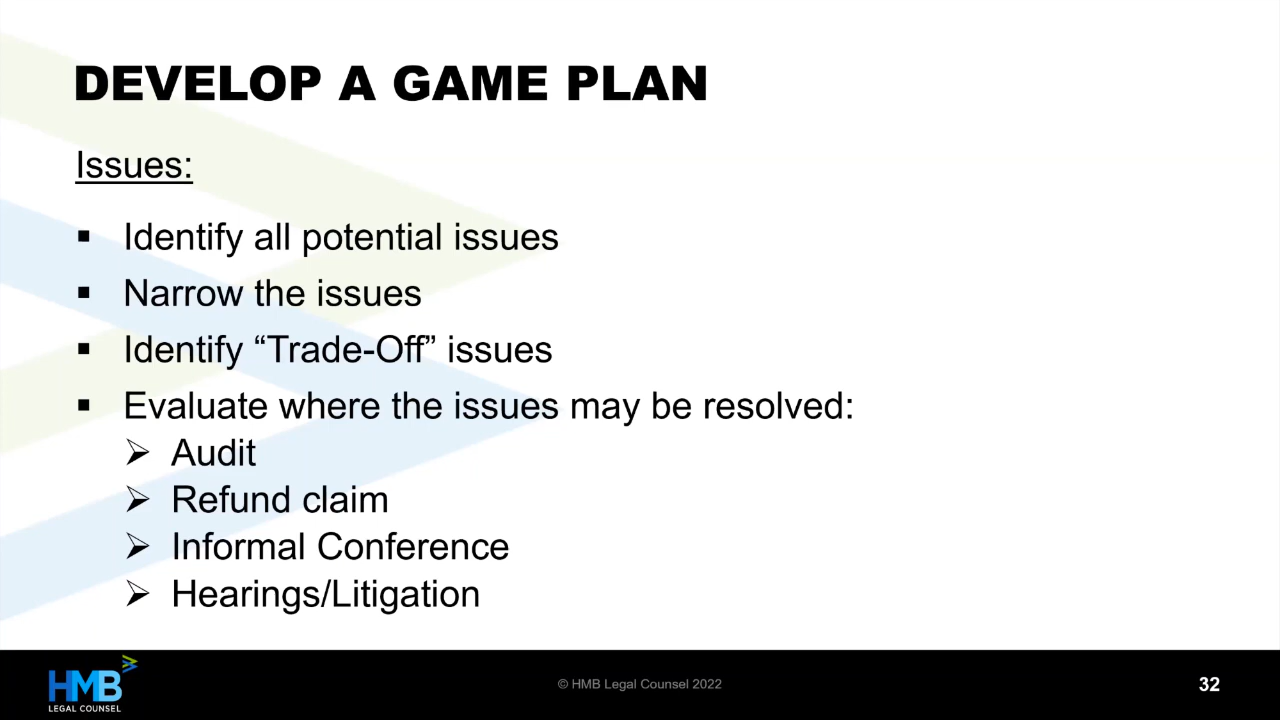 DEVELOP A GAME PLAN
Issues:
▪ Identify all potential issues
▪ Narrow the issues
▪ Identify “Trade-Off” issues
▪ Evaluate where the issues may be resolved:
➢ Audit
➢ Refund claim
➢ Informal Conference
➢ Hearings/Litigation
HMB
LEGAL COUNSEL
© HMB Legal Counsel 2022
32